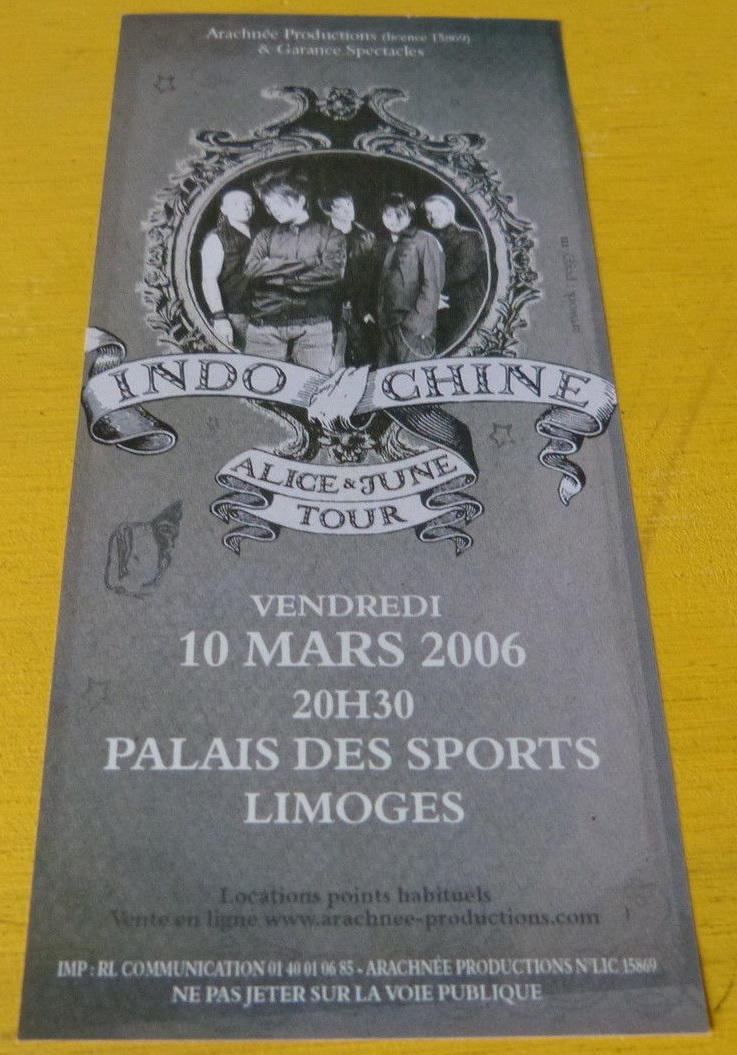 Arachnée Productions (licence 15869)
& Garance Spectacles
artwork : peggy.m
INDO CHINE
ALICE & JUNE
TOUR
VENDREDI
10 MARS 2006
20H30
PALAIS DES SPORTS
LIMOGES
Locations points habituels
Vente en ligne www.arachnee-productions.com
IMP : RL COMMUNICATION 01 40 01 06 85 - ARACHNÉE PRODUCTIONS N°LIC 15869
NE PAS JETER SUR LA VOIE PUBLIQUE